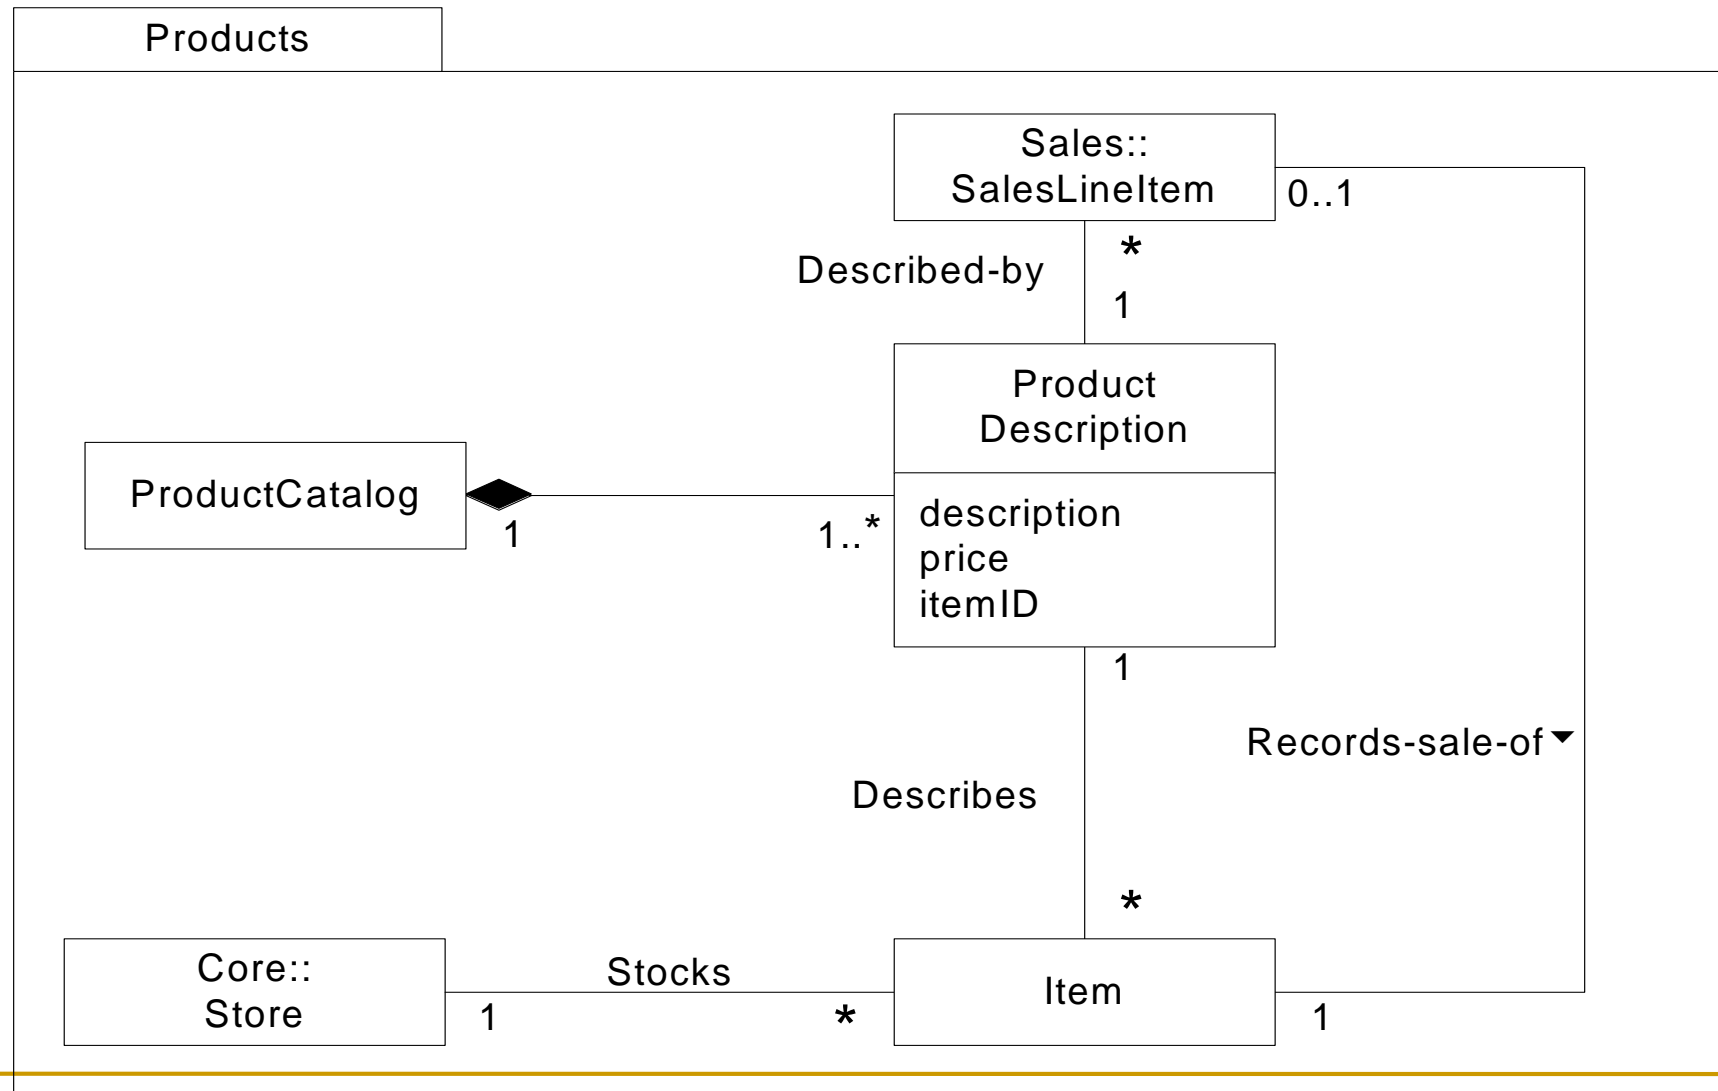 Products
Sales::
SalesLineItem
0..1
*
Described-by
1
Product
Description
ProductCatalog
1
1..*
description
price
itemID
1
Records-sale-of
Describes
*
Core::
Store
Stocks
1
*
Item
1